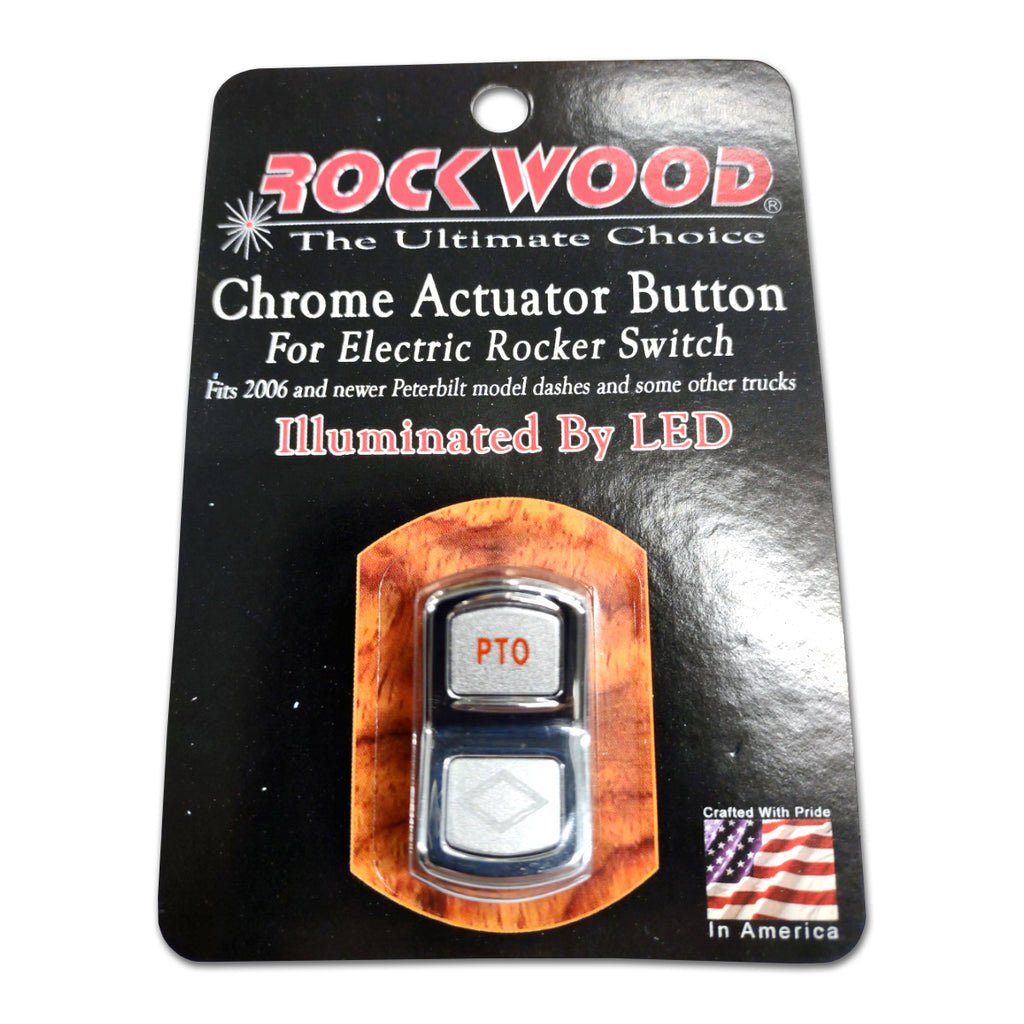 ROCKWOOD®
The Ultimate Choice
Chrome Actuator Button
For Electric Rocker Switch
Fits 2006 and newer Peterbilt model dashes and some other trucks
Illuminated By LED
PTO
Crafted With Pride
In America